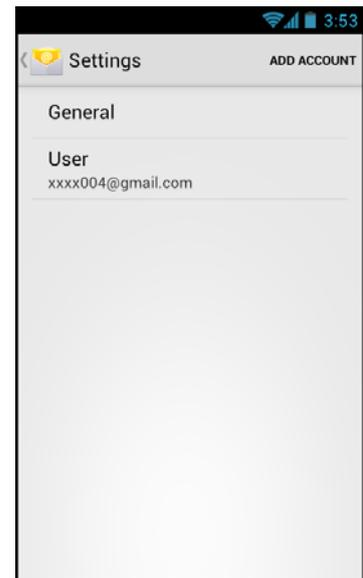 3:53
Settings
ADD ACCOUNT
General
User
xxxx004@gmail.com